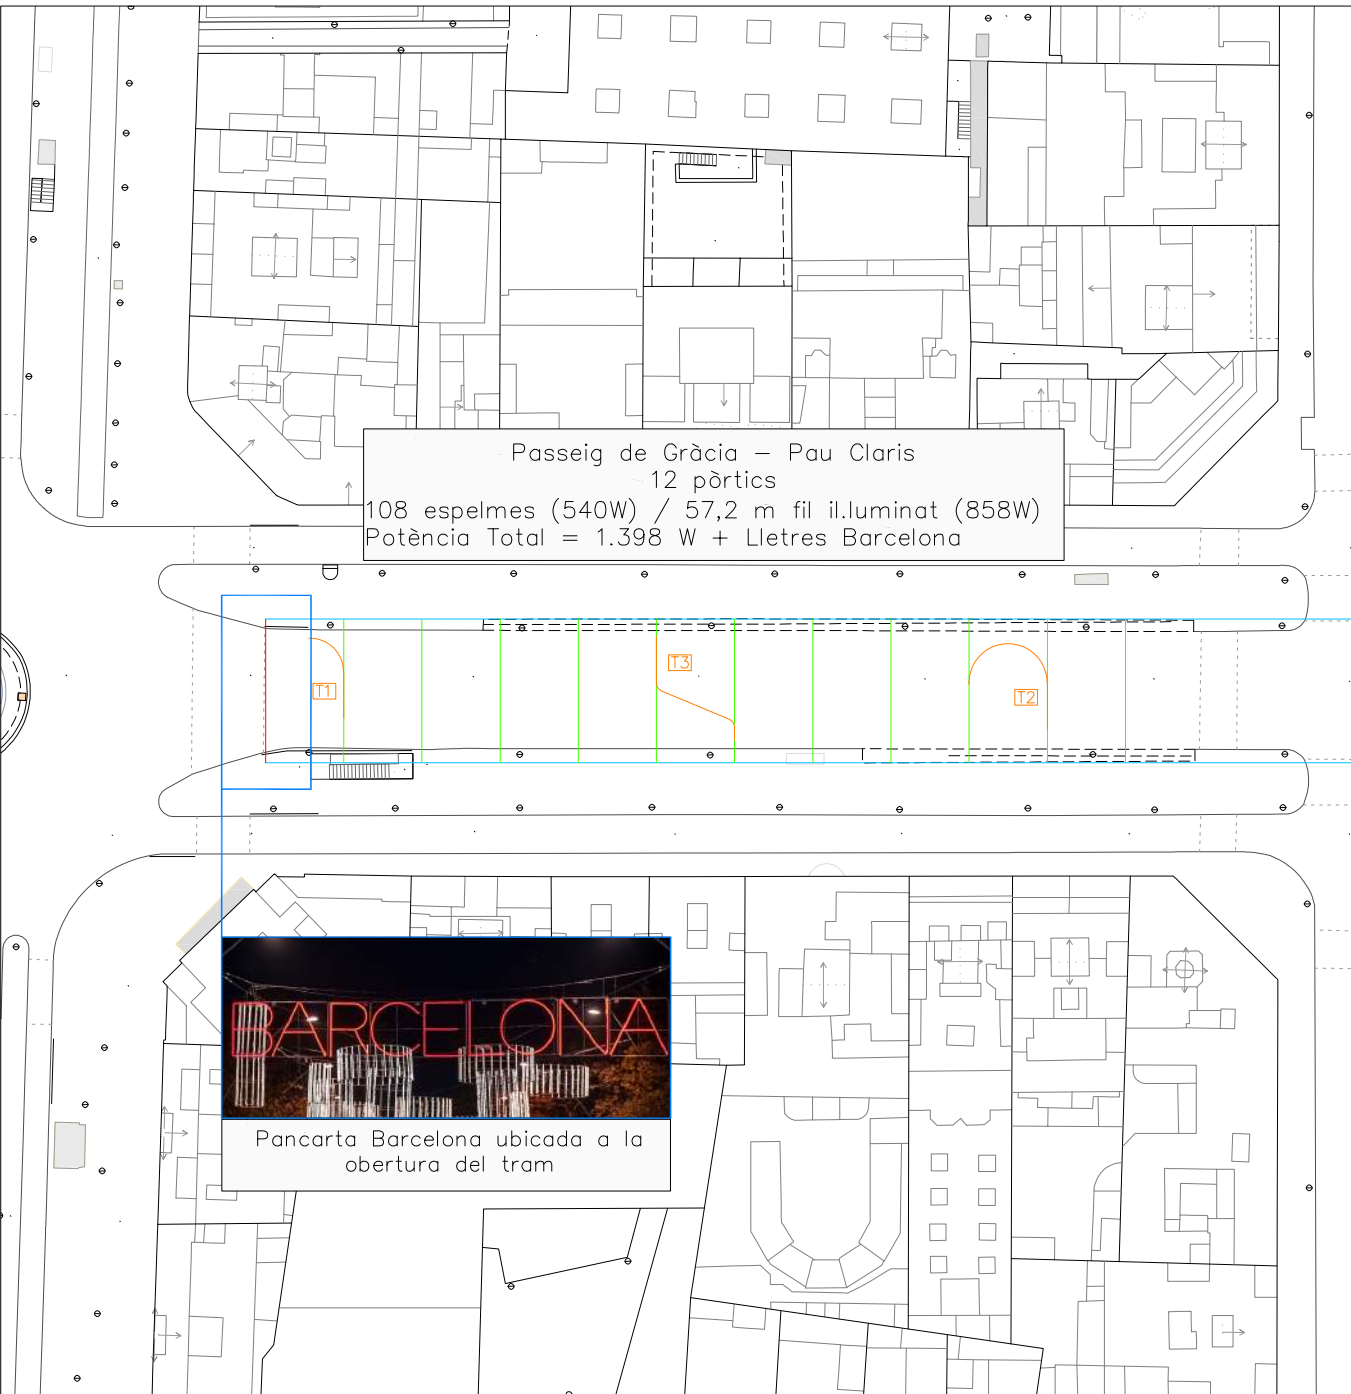 Passeig de Gràcia – Pau Claris
12 pòrtics
108 espelmes (540W) / 57,2 m fil il.luminat (858W)
Potència Total = 1.398 W + Lletres Barcelona
T3
T1
T2
BARCELONA
Pancarta Barcelona ubicada a la
obertura del tram